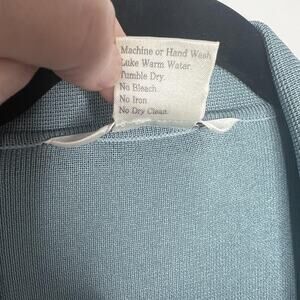 Machine or Hand Wash
Luke Warm Water.
Tumble Dry.
No Bleach.
No Iron.
No Dry Clean.